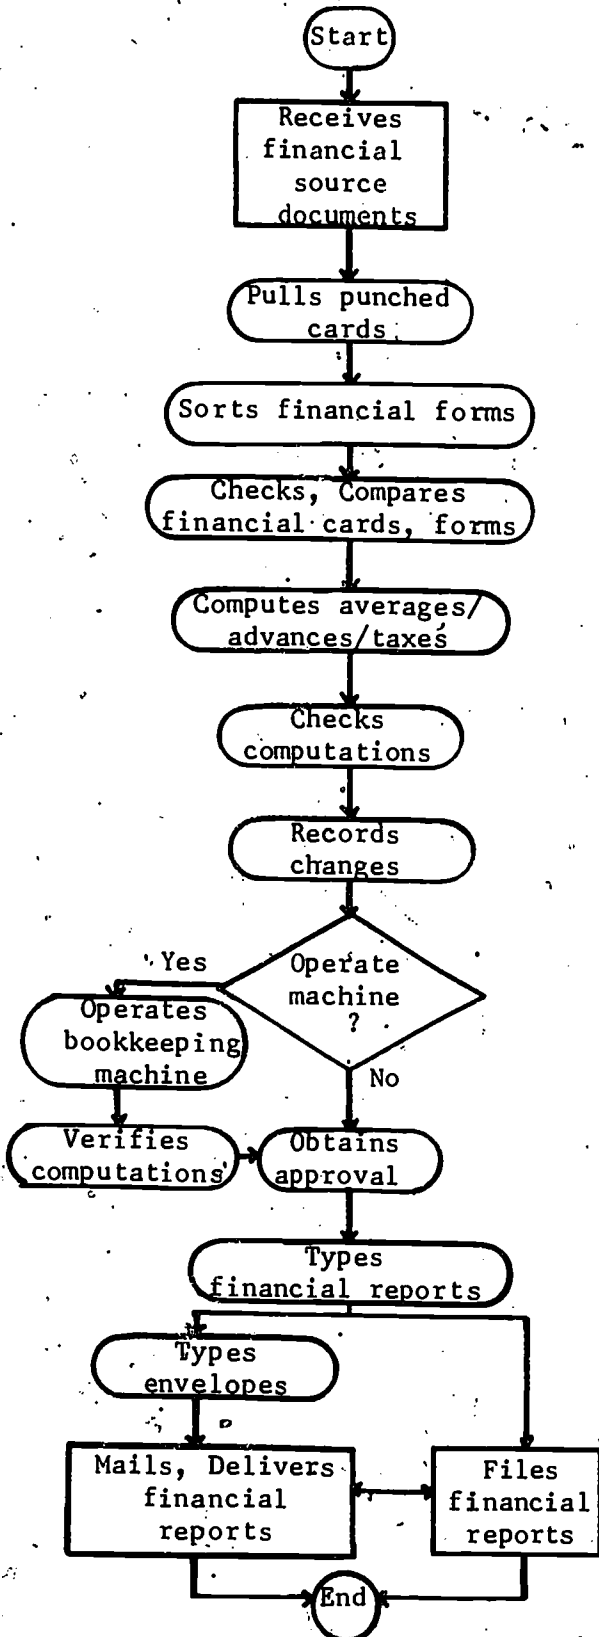 Start
Receives
financial
source
documents
Pulls punched
cards
Sorts financial forms
Checks, Compares
financial cards, forms
Computes averages/
advances/taxes
Checks
computations
Records
changes
Yes
Operate
machine
?
Operates
bookkeeping
machine
No
Verifies
computations
Obtains
approval
Types
financial reports
Types
envelopes
Mails, Delivers
financial
reports
Files
financial
reports
End